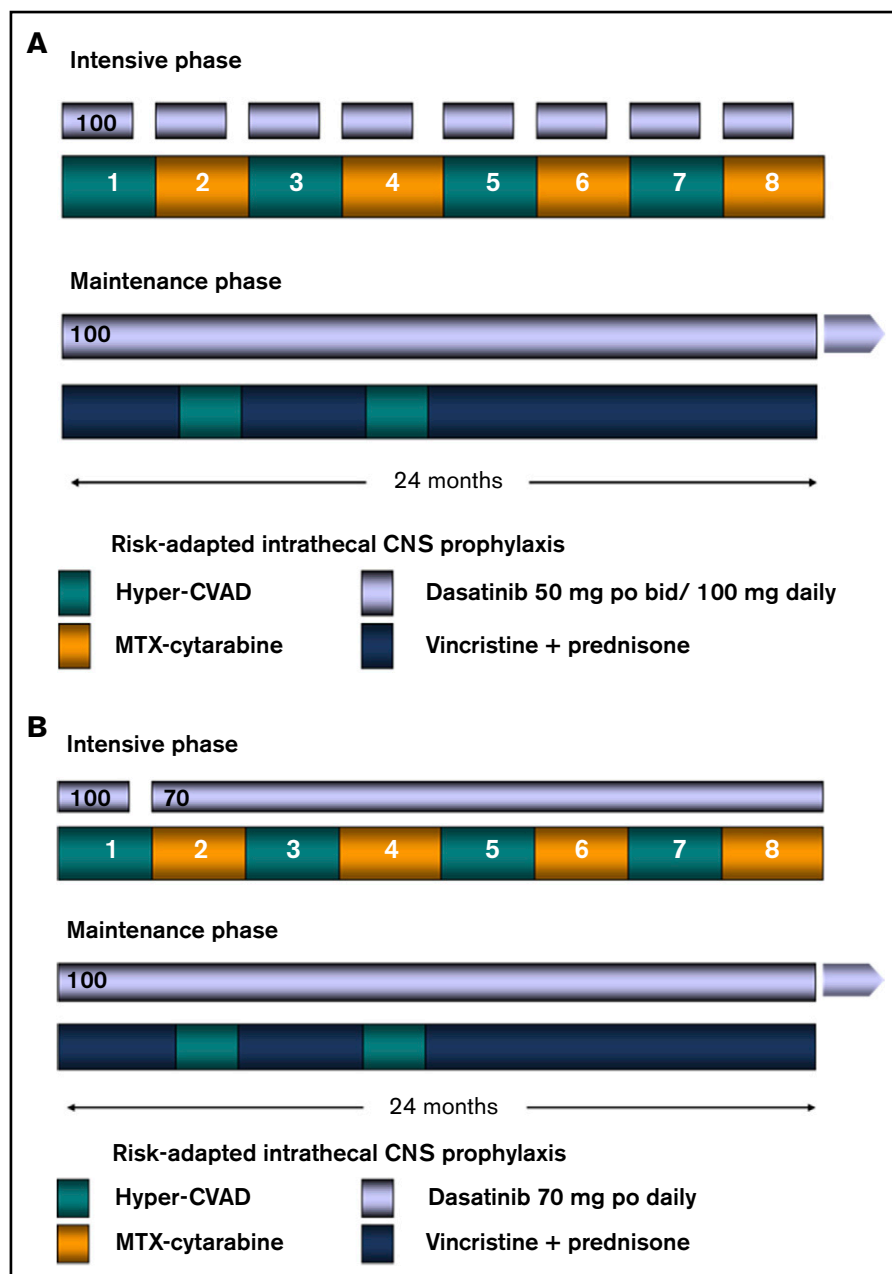 A
Intensive phase
100
1 2 3 4 5 6 7 8
Maintenance phase
100
24 months
Risk-adapted intrathecal CNS prophylaxis
Hyper-CVAD Dasatinib 50 mg po bid/ 100 mg daily
MTX-cytarabine Vincristine + prednisone
B
Intensive phase
100 70
1 2 3 4 5 6 7 8
Maintenance phase
100
24 months
Risk-adapted intrathecal CNS prophylaxis
Hyper-CVAD Dasatinib 70 mg po daily
MTX-cytarabine Vincristine + prednisone